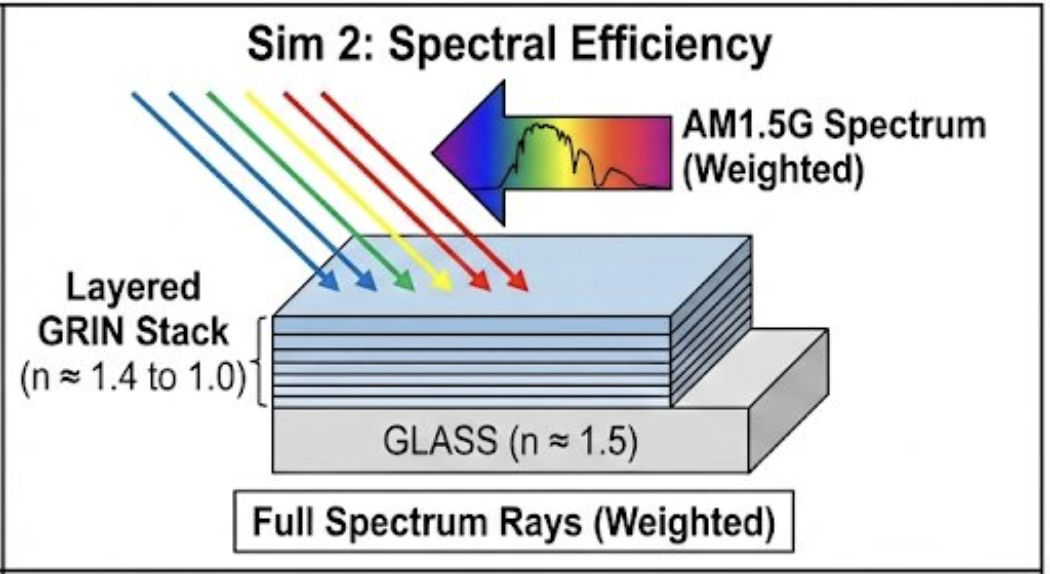 Sim 2: Spectral Efficiency
AM1.5G Spectrum
(Weighted)
Layered
GRIN Stack
(n ≈ 1.4 to 1.0)
GLASS (n ≈ 1.5)
Full Spectrum Rays (Weighted)